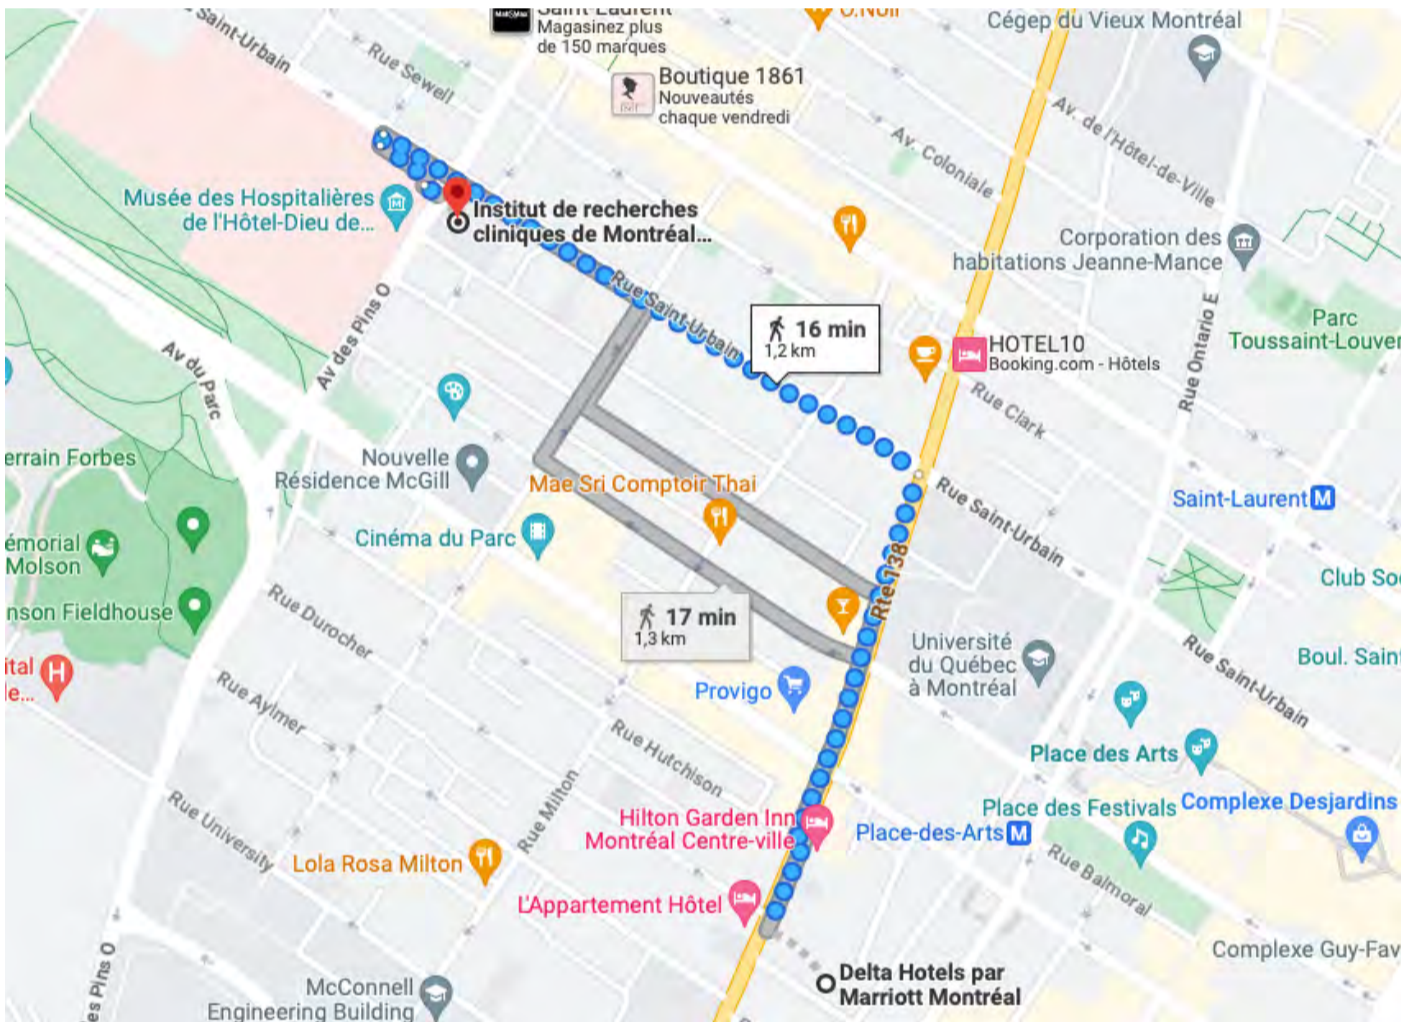 Saint-Laurent
Magasinez plus
de 150 marques
O.Noir
Cégep du Vieux Montréal
Saint-Urbain
Rue Sewell
Boutique 1861
Nouveautés
chaque vendredi
Av. de l'Hôtel-de-Ville
Av. Coloniale
Musée des Hospitalières
de l'Hôtel-Dieu de...
Institut de recherches
cliniques de Montréal...
Corporation des
habitations Jeanne-Mance
Rue Saint-Urbain
Av des Pins O
Av du Parc
16 min
1,2 km
HOTEL10
Booking.com - Hôtels
Parc
Toussaint-Louver
Rue Ontario E
Rue Clark
errain Forbes
Nouvelle
Résidence McGill
Mae Sri Comptoir Thai
Rue Saint-Urbain
Saint-Laurent M
Cinéma du Parc
émorial
Molson
Rte 138
Club So
nson Fieldhouse
Rue Durocher
17 min
1,3 km
Université
du Québec
à Montréal
Rue Saint-Urbain
Boul. Sain
ital
le...
H
Provigo
Rue Aylmer
Rue Hutchison
Place des Arts
Rue University
Rue Milton
Hilton Garden Inn
Montréal Centre-ville
Place-des-Arts M
Place des Festivals
Complexe Desjardins
Lola Rosa Milton
L'Appartement Hôtel
Rue Balmoral
Complexe Guy-Fav
es Pins O
McConnell
Engineering Building
Delta Hotels par
Marriott Montréal